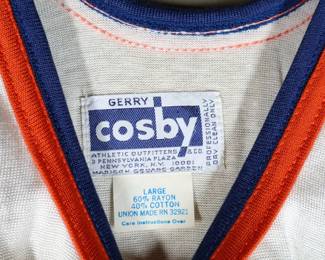 GERRY
cosby
ATHLETIC OUTFITTERS & CO.
3 PENNSYLVANIA PLAZA
NEW YORK, N.Y. 10001
MADISON SQUARE GARDEN
PROFESSIONALLY
DRY CLEAN ONLY
LARGE
60% RAYON
40% COTTON
UNION MADE RN 32921
Care Instructions Over